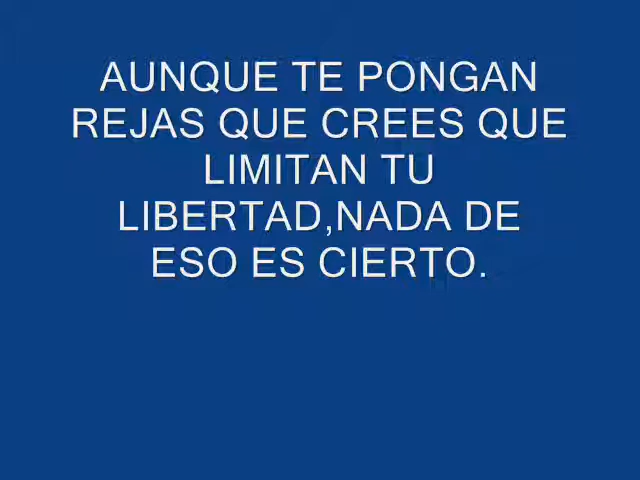 AUNQUE TE PONGAN
REJAS QUE CREES QUE
LIMITAN TU
LIBERTAD,NADA DE
ESO ES CIERTO.